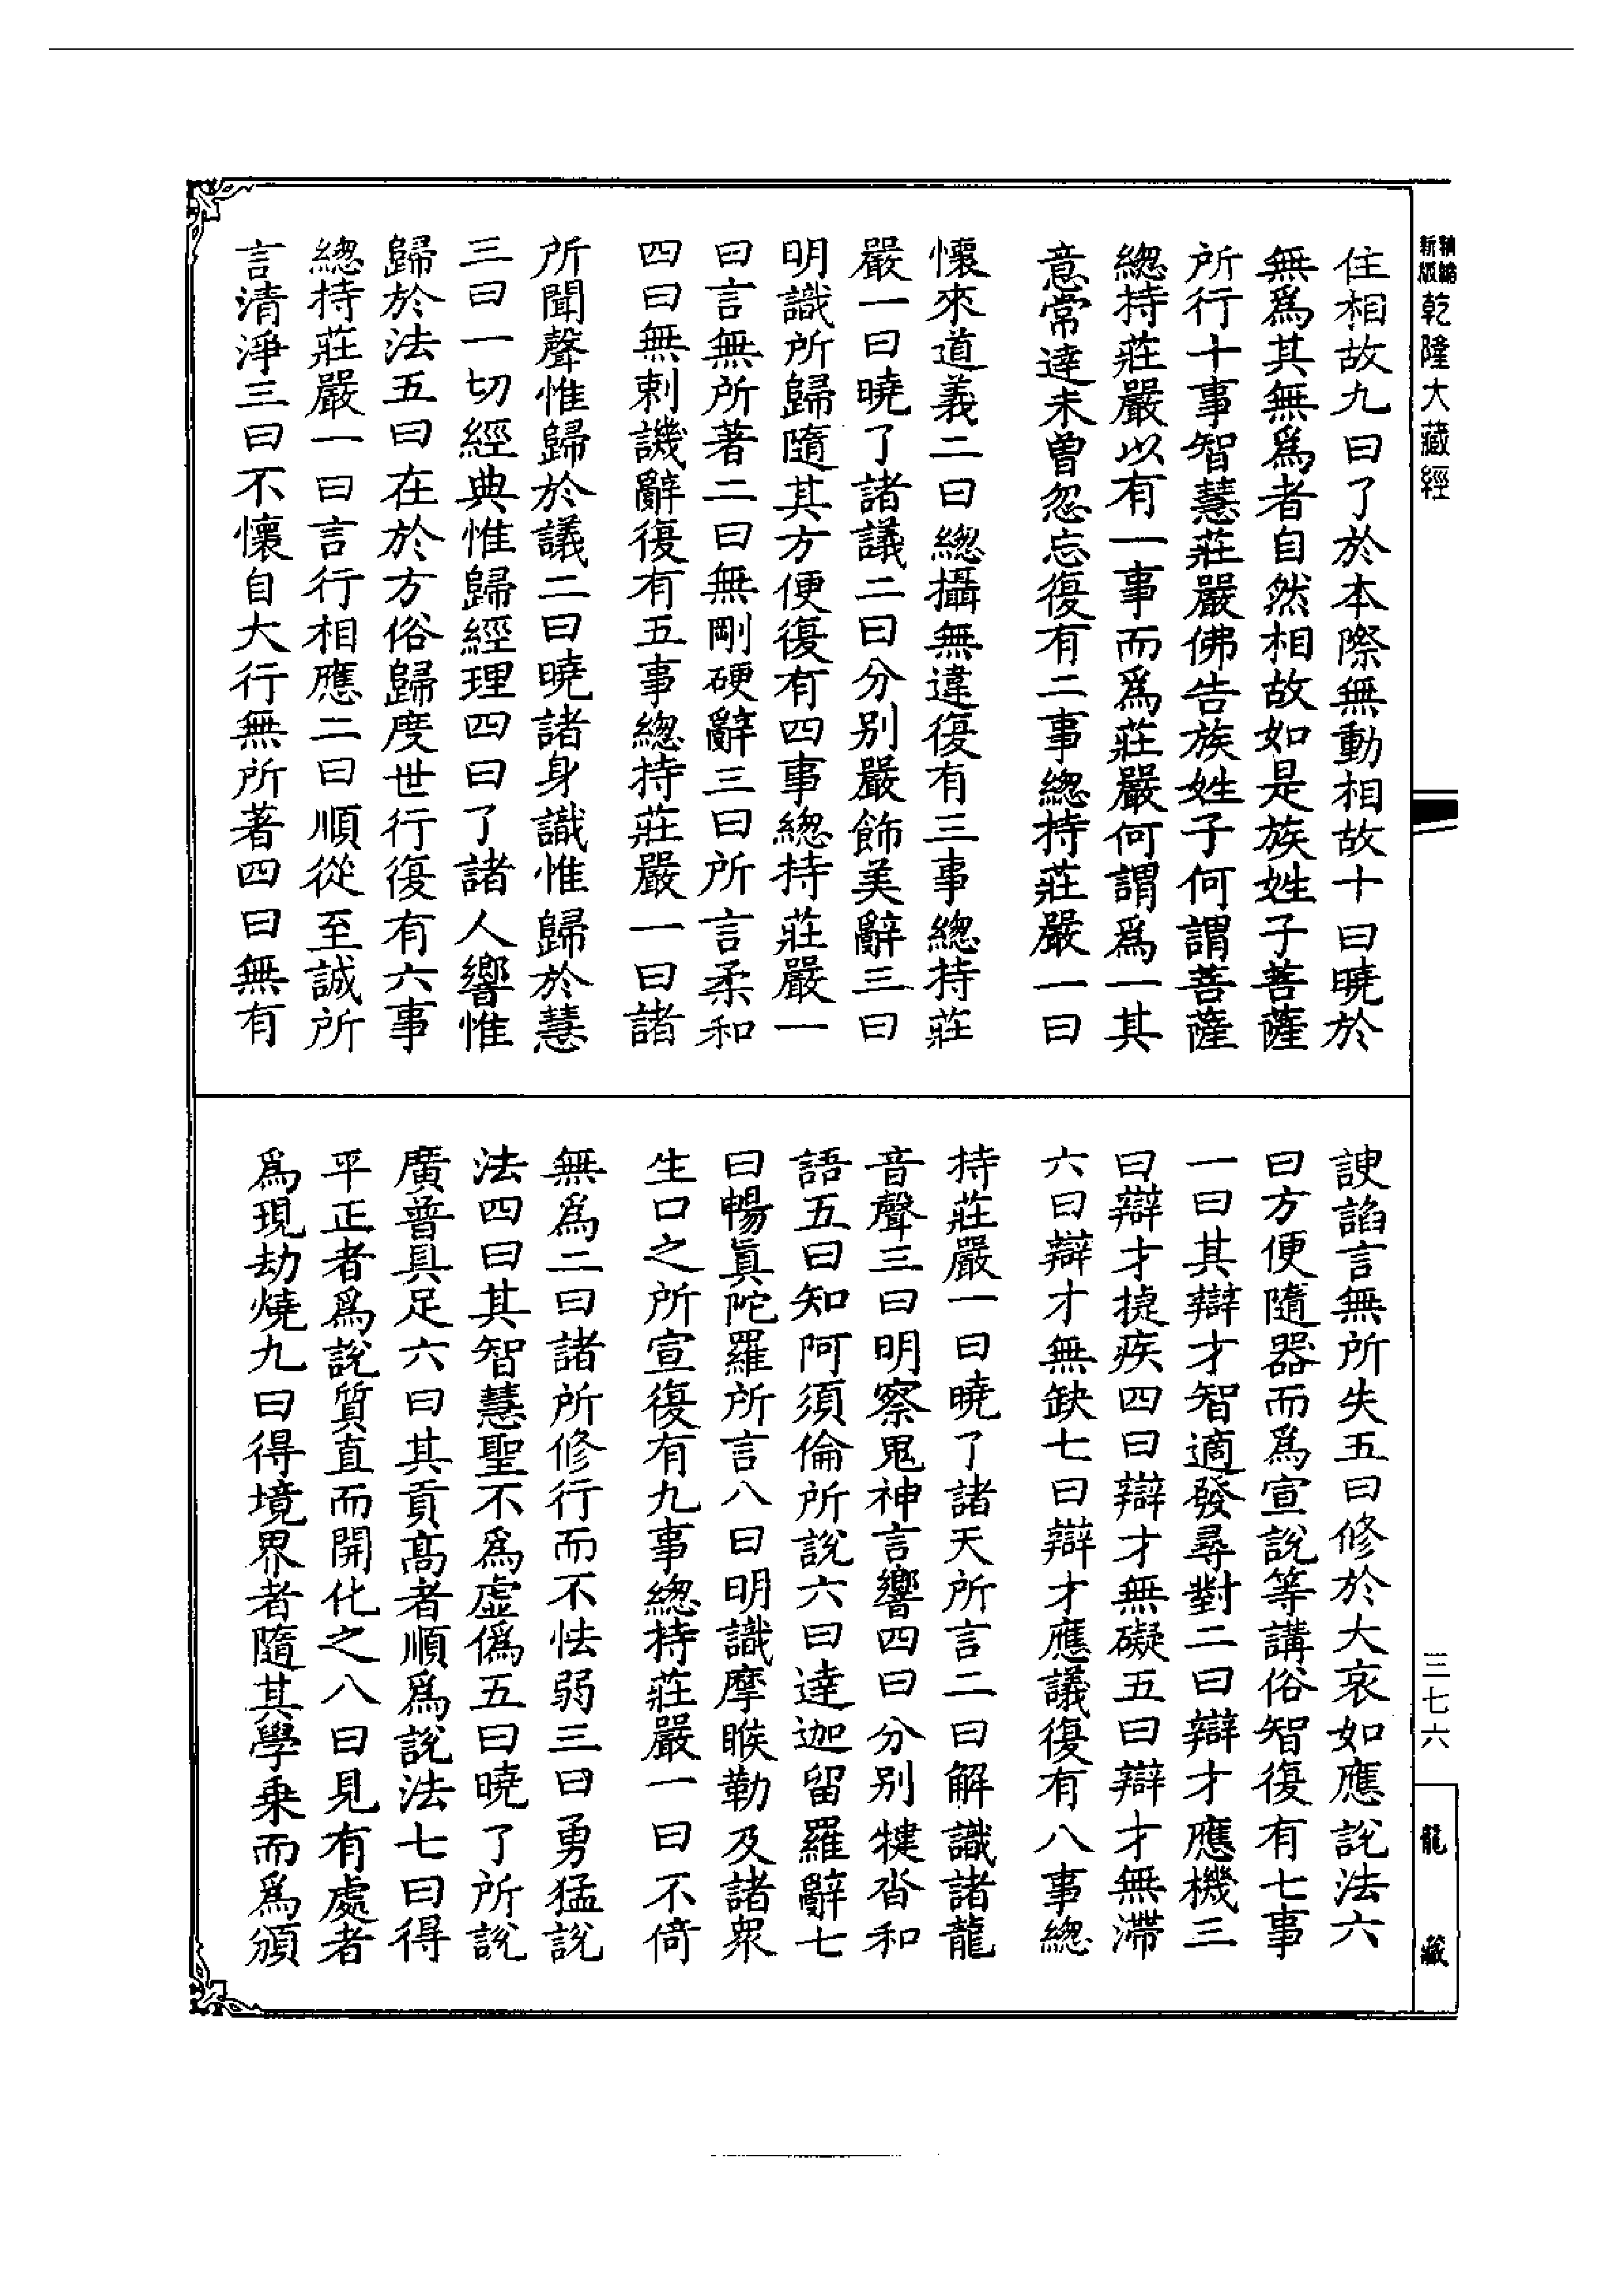 新版精縮乾隆大藏經
住相故九曰了於本際無動相故十曰曉於
無爲其無爲者自然相故如是族姓子菩薩
所行十事智慧莊嚴佛告族姓子何謂菩薩
總持莊嚴以有一事而爲莊嚴何謂爲一其
意常達未曾忽忘復有二事總持莊嚴一曰
懷來道義二曰總攝無違復有三事總持莊
嚴一曰曉了諸議二曰分別嚴飾美辭三曰
明識所歸隨其方便復有四事總持莊嚴一
曰言無所著二曰無剛硬辭三曰所言柔和
四曰無刺譏辭復有五事總持莊嚴一曰諸
所聞聲惟歸於議二曰曉諸身識惟歸於慧
三曰一切經典惟歸經理四曰了諸人響惟
歸於法五曰在於方俗歸度世行復有六事
總持莊嚴一曰言行相應二曰順從至誠所
言清淨三曰不懷自大行無所著四曰無有
諛諂言無所失五曰修於大哀如應說法六
曰方便隨器而爲宣說等講俗智復有七事
一曰其辯才智適發尋對二曰辯才應機三
曰辯才捷疾四曰辯才無礙五曰辯才無滯
六曰辯才無缺七曰辯才應議復有八事總
持莊嚴一曰曉了諸天所言二曰解識諸龍
音聲三曰明察鬼神言響四曰分別犍沓和
語五曰知阿須倫所說六曰達迦留羅辭七
曰暢眞陀羅所言八曰明識摩睺勒及諸衆
生口之所宣復有九事總持莊嚴一曰不倚
無爲二曰諸所修行而不怯弱三曰勇猛說
法四曰其智慧聖不爲虛僞五曰曉了所說
廣普具足六曰其貢高者順爲說法七曰得
平正者爲說質直而開化之八曰見有處者
爲現劫燒九曰得境界者隨其學乘而爲頒
三七六
龍藏